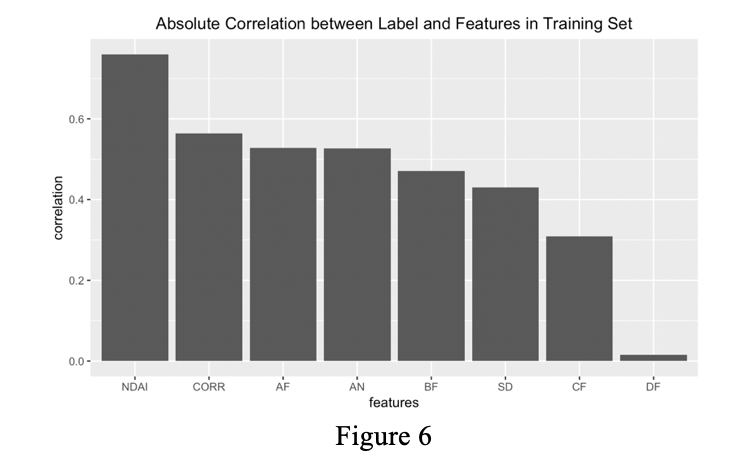 Absolute Correlation between Label and Features in Training Set
correlation
0.6
0.4
0.2
0.0
NDAI CORR AF AN BF SD CF DF
features
Figure 6